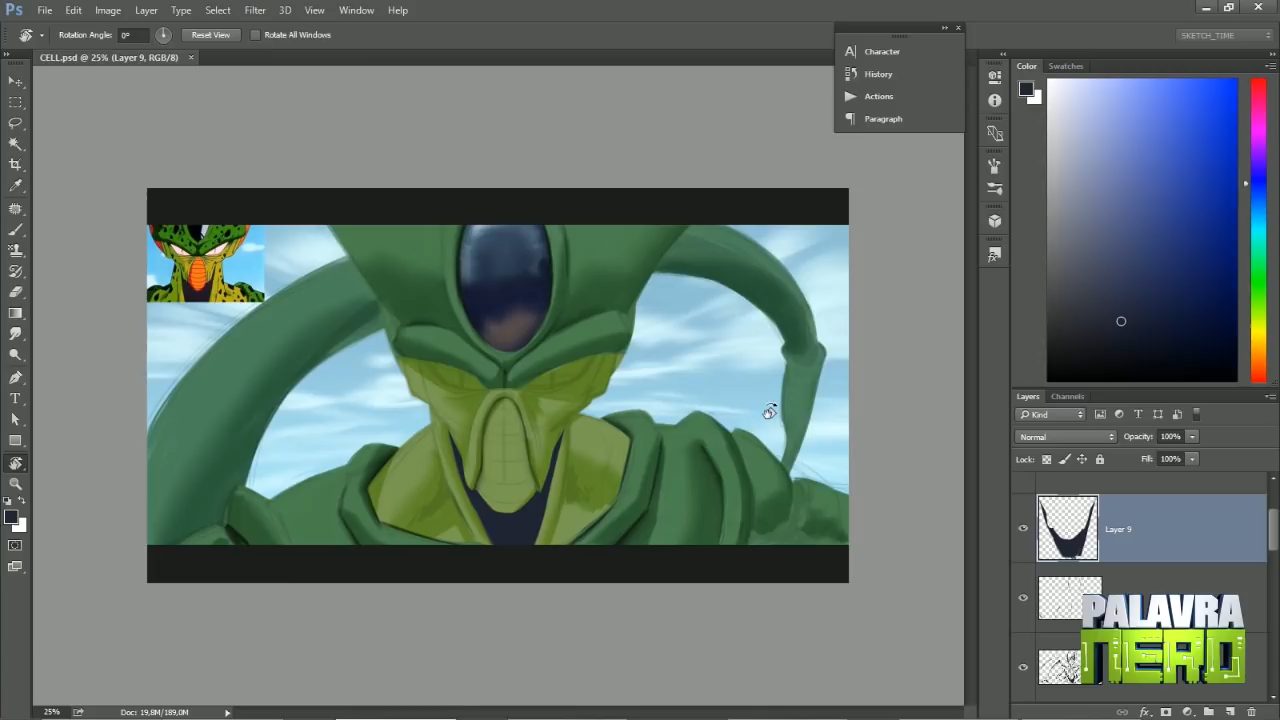 Ps File Edit Image Layer Type Select Filter 3D View Window Help
Rotation Angle: 0° Reset View Rotate All Windows SKETCH_TIME
CELL.psd @ 25% (Layer 9, RGB/8) ×
Character
History
Actions
Paragraph
Color Swatches
Layers Channels
Kind
Normal Opacity: 100%
Lock: Fill: 100%
Layer 9
PALAVRA
NERD
25% Doc: 19,8M/189,0M